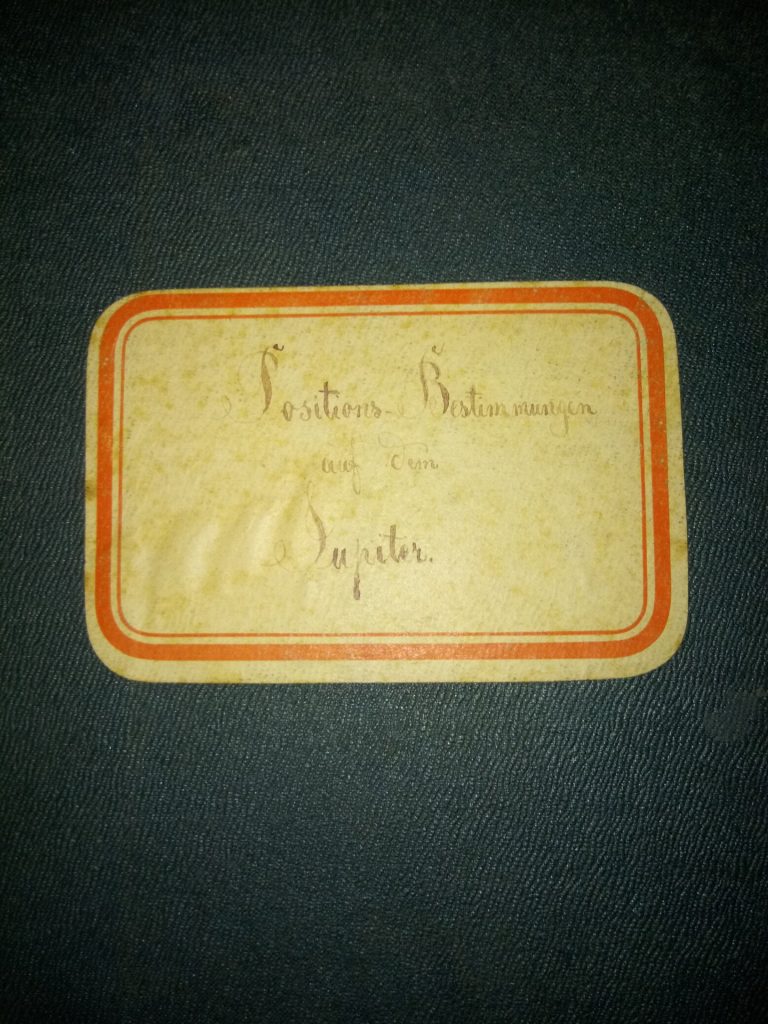 Positions-Bestimmungen
auf dem
Jupiter.